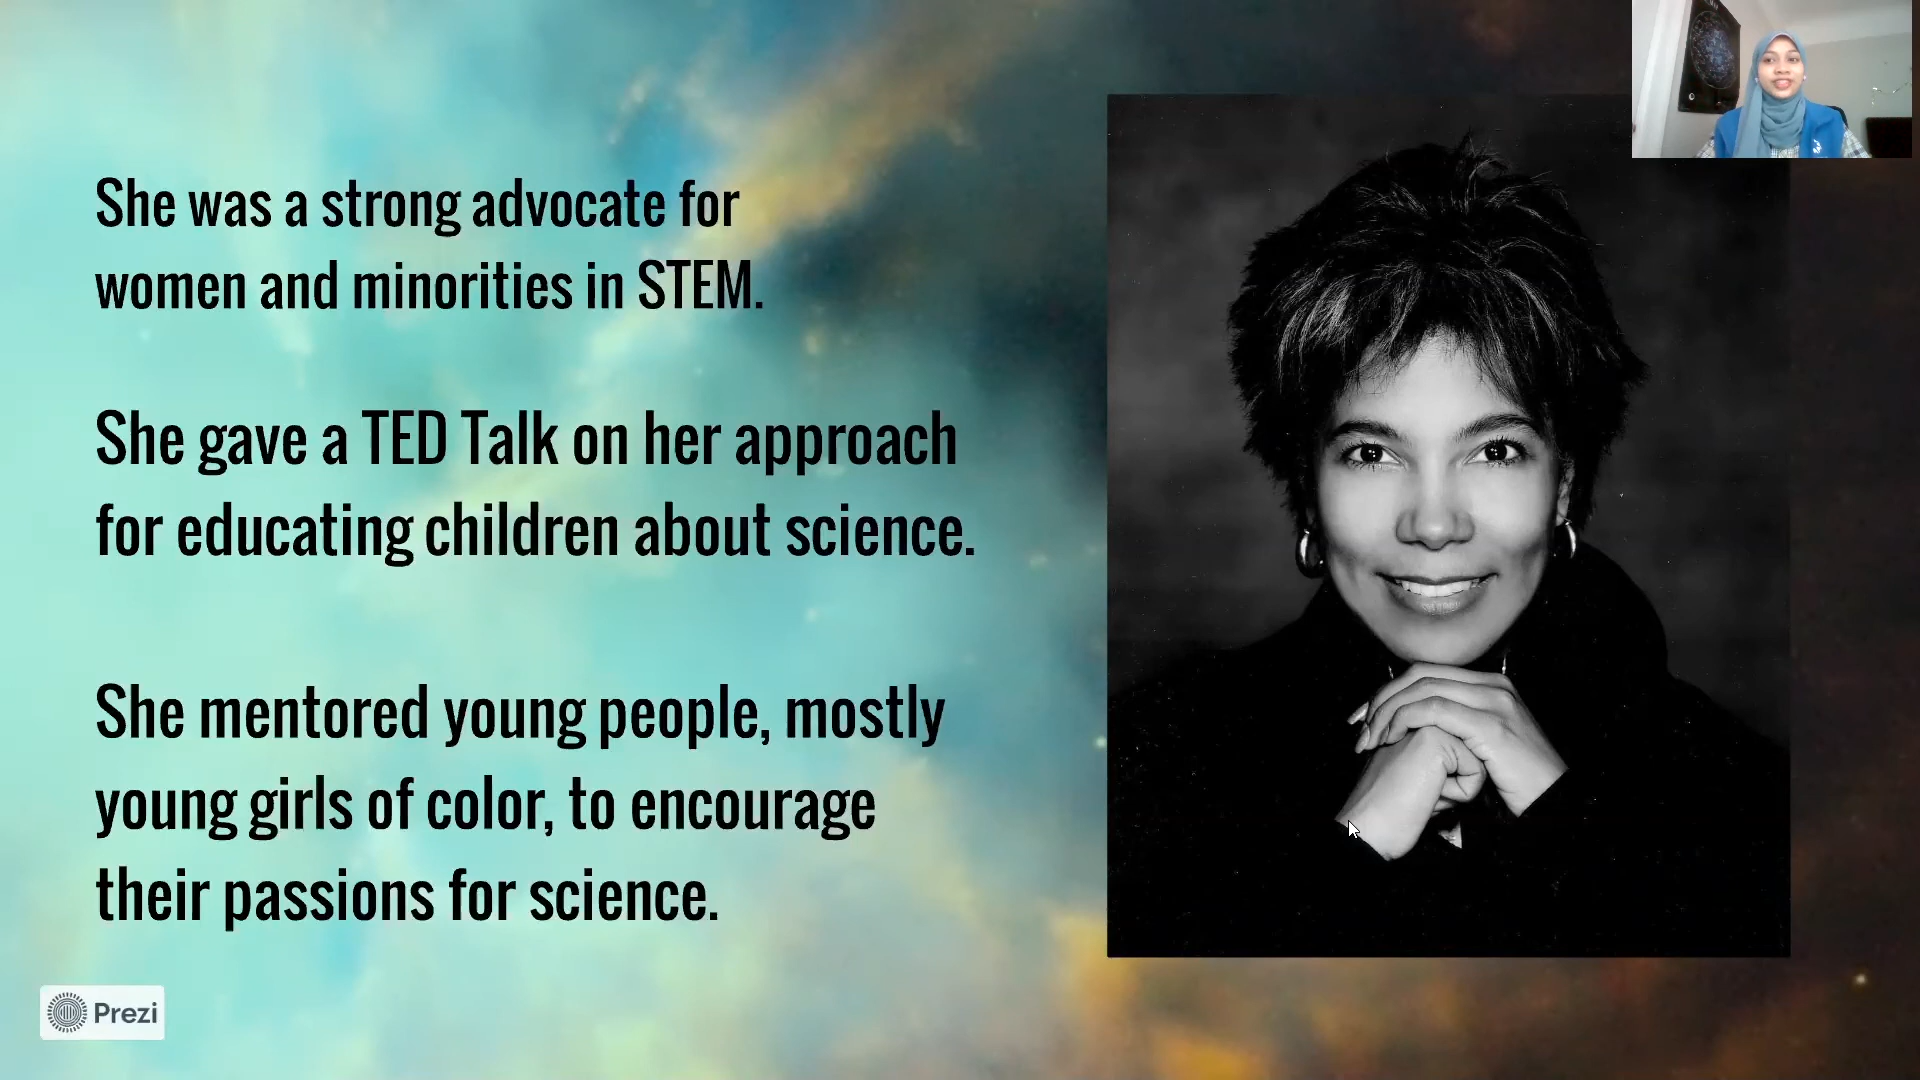 She was a strong advocate for
women and minorities in STEM.
She gave a TED Talk on her approach
for educating children about science.
She mentored young people, mostly
young girls of color, to encourage
their passions for science.
Prezi